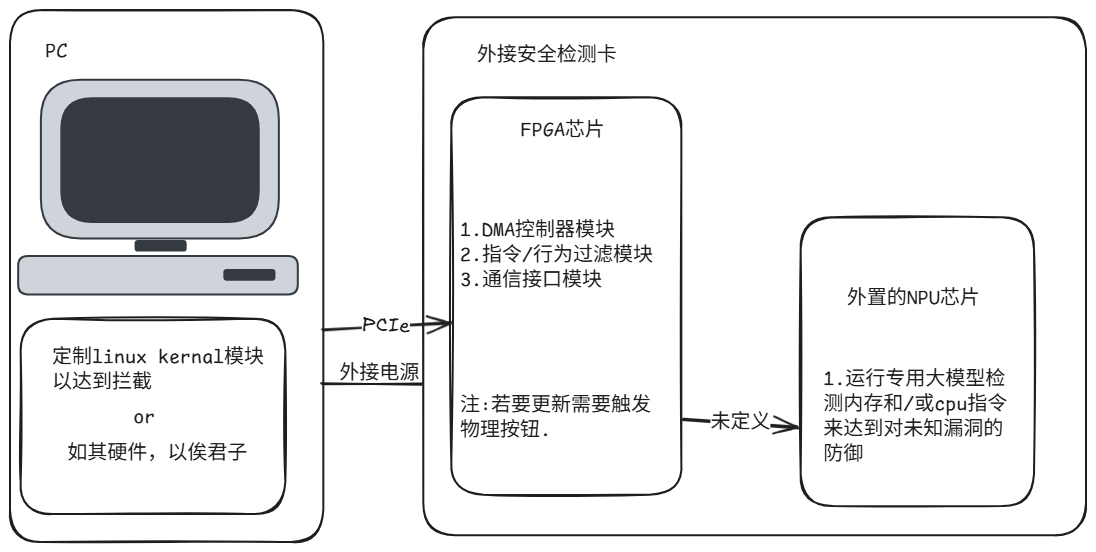 PC
定制linux kernal模块
以达到拦截
or
如其硬件，以俟君子
PCIe
外接电源
外接安全检测卡
FPGA芯片
1.DMA控制器模块
2.指令/行为过滤模块
3.通信接口模块
注:若要更新需要触发
物理按钮.
未定义
外置的NPU芯片
1.运行专用大模型检
测内存和/或cpu指令
来达到对未知漏洞的
防御